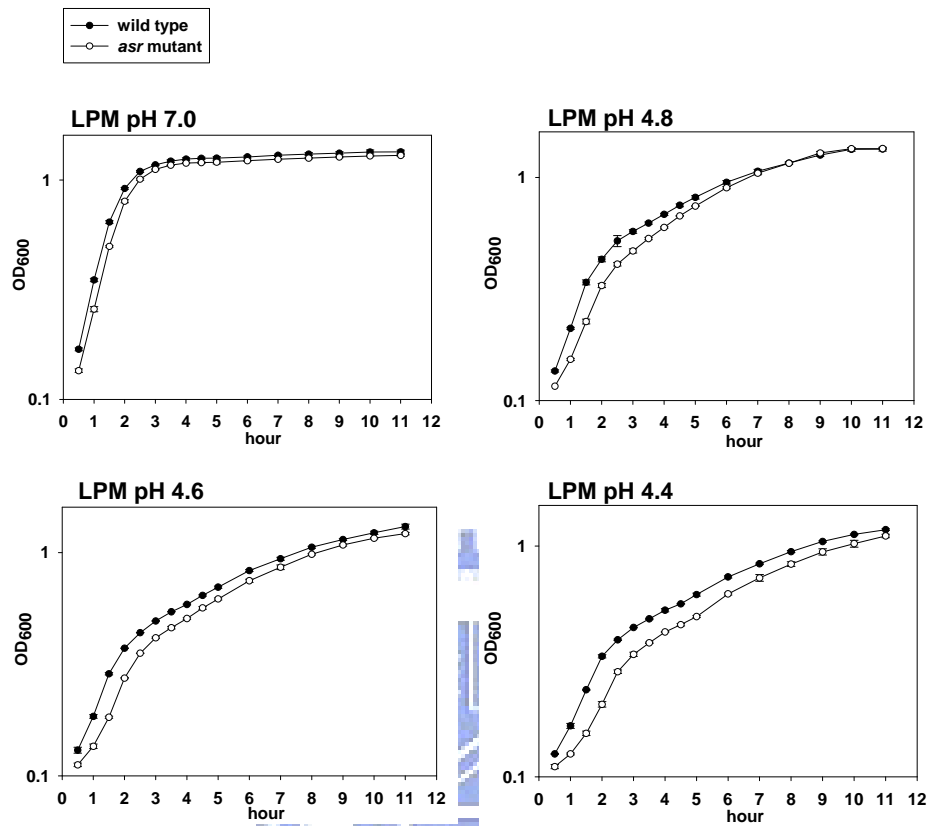 wild type
asr mutant
LPM pH 7.0
1
0.1
OD600
0 1 2 3 4 5 6 7 8 9 10 11 12
hour
LPM pH 4.8
1
0.1
OD600
0 1 2 3 4 5 6 7 8 9 10 11 12
hour
LPM pH 4.6
1
0.1
OD600
0 1 2 3 4 5 6 7 8 9 10 11 12
hour
LPM pH 4.4
1
0.1
OD600
0 1 2 3 4 5 6 7 8 9 10 11 12
hour